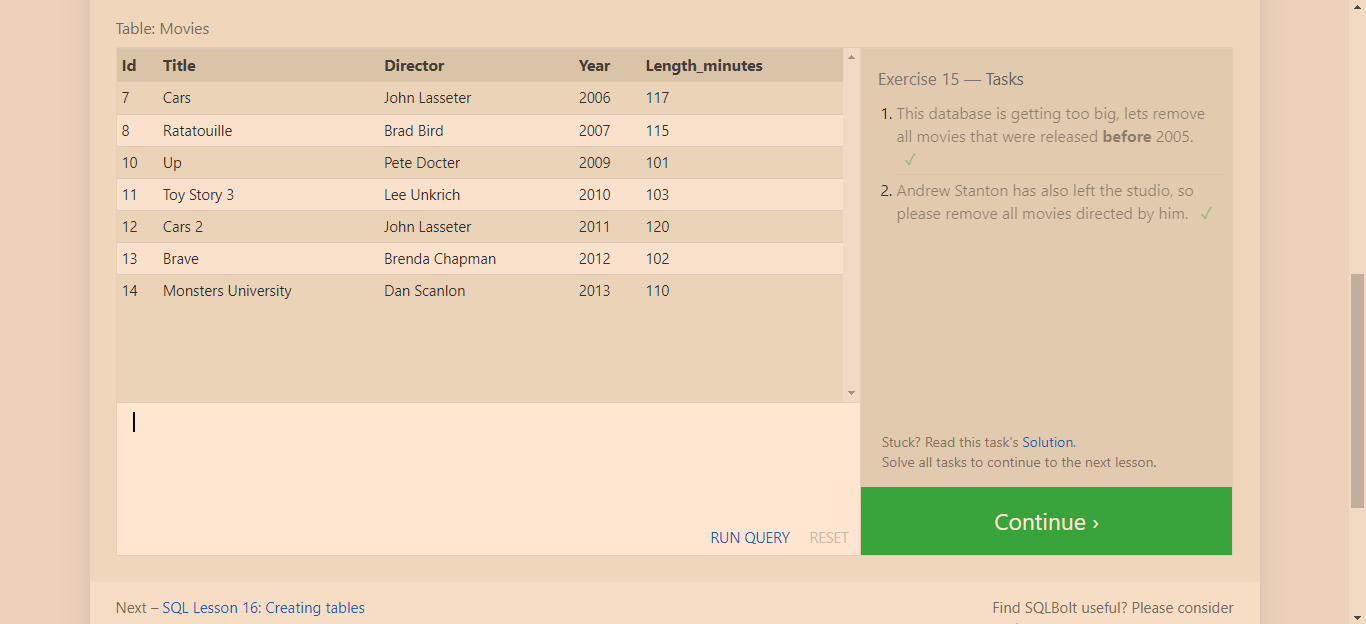 Table: Movies
Id Title Director Year Length_minutes
7 Cars John Lasseter 2006 117
8 Ratatouille Brad Bird 2007 115
10 Up Pete Docter 2009 101
11 Toy Story 3 Lee Unkrich 2010 103
12 Cars 2 John Lasseter 2011 120
13 Brave Brenda Chapman 2012 102
14 Monsters University Dan Scanlon 2013 110
RUN QUERY RESET
Exercise 15 — Tasks
1. This database is getting too big, lets remove
all movies that were released before 2005.
✓
2. Andrew Stanton has also left the studio, so
please remove all movies directed by him. ✓
Stuck? Read this task's Solution.
Solve all tasks to continue to the next lesson.
Continue ›
Next – SQL Lesson 16: Creating tables
Find SQLBolt useful? Please consider